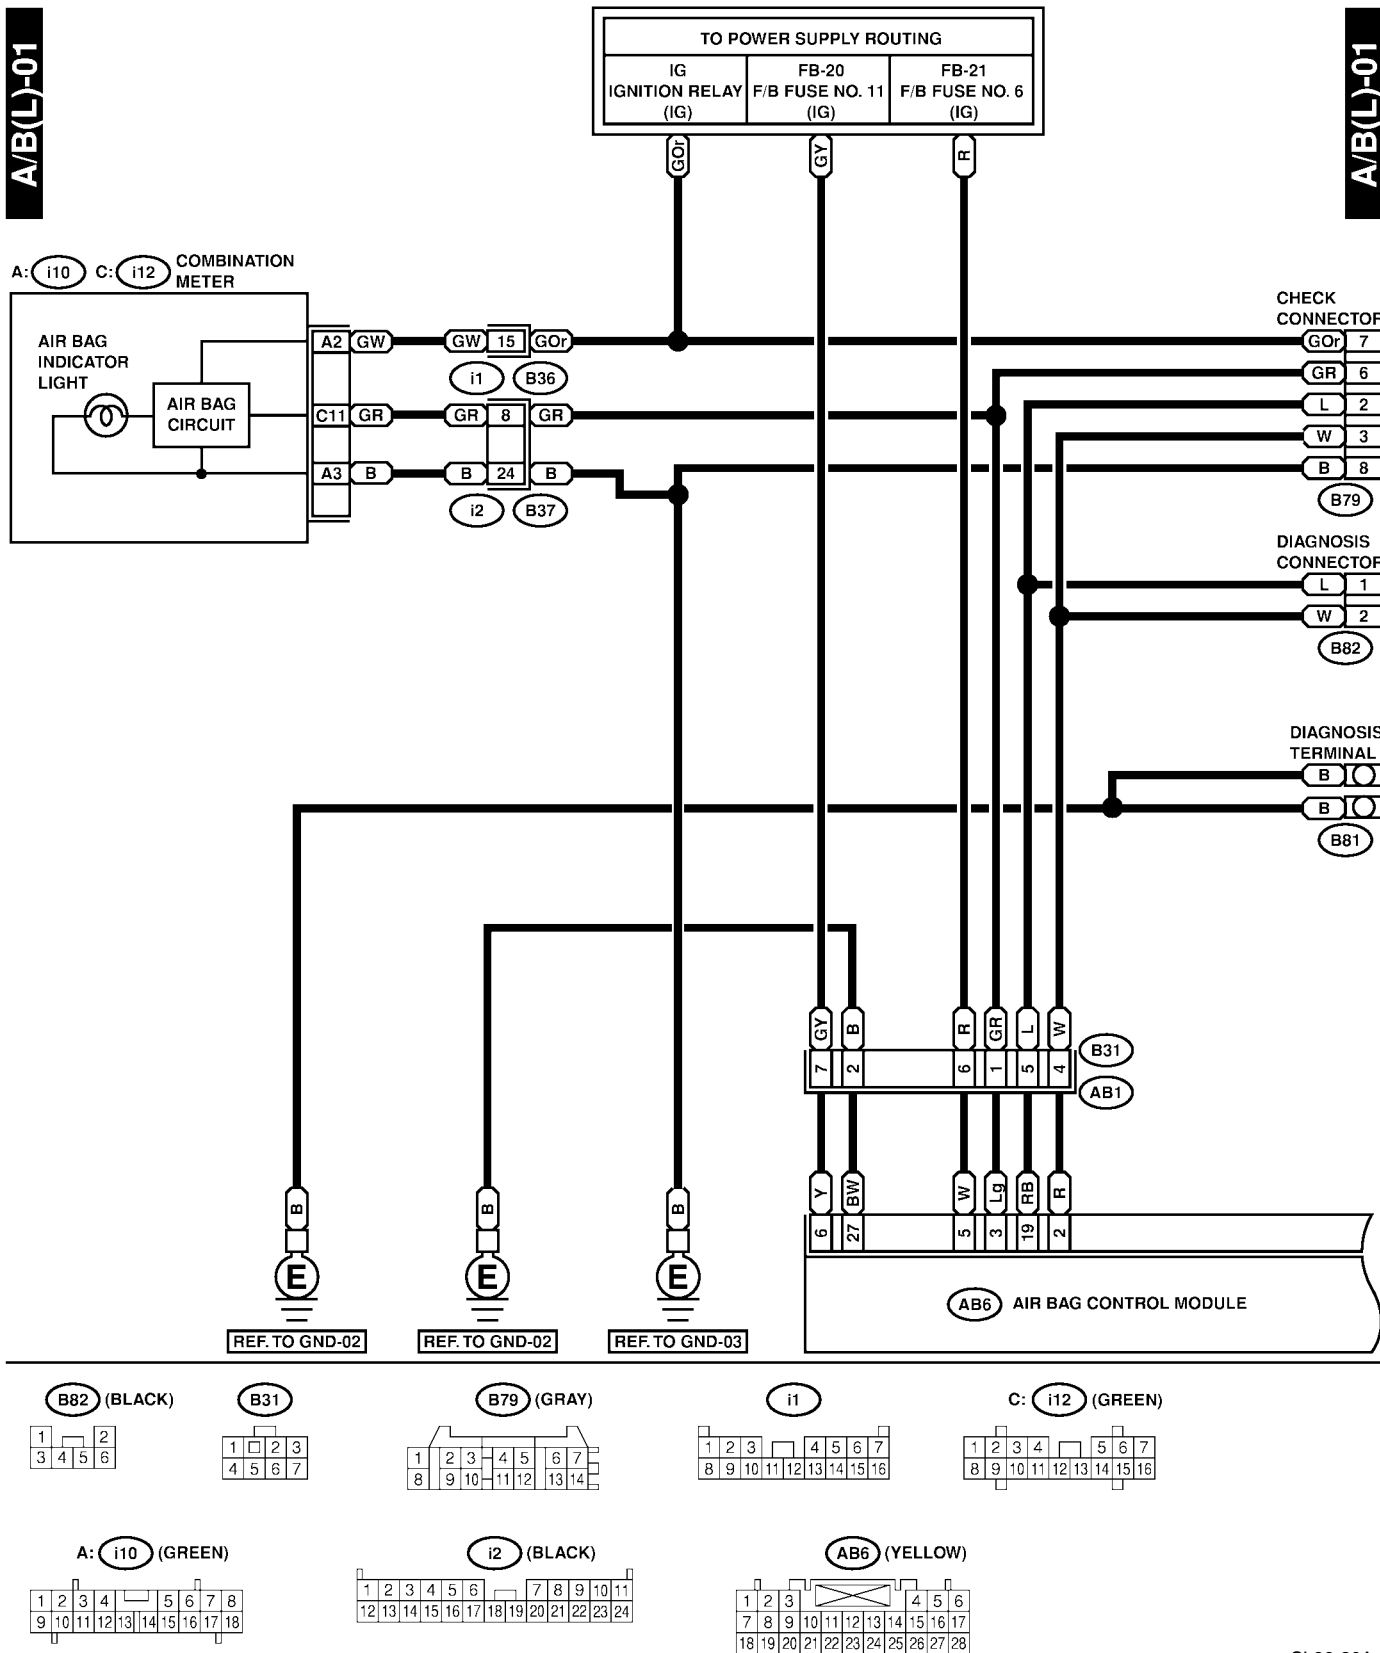 A/B(L)-01
A/B(L)-01
TO POWER SUPPLY ROUTING
IG
IGNITION RELAY
(IG)
FB-20
F/B FUSE NO. 11
(IG)
FB-21
F/B FUSE NO. 6
(IG)
GOr
GY
R
A: i10 C: i12 COMBINATION
METER
AIR BAG
INDICATOR
LIGHT
AIR BAG
CIRCUIT
A2 GW GW 15 GOr
i1 B36
C11 GR GR 8 GR
A3 B B 24 B
i2 B37
CHECK
CONNECTOR
GOr 7
GR 6
L 2
W 3
B 8
B79
DIAGNOSIS
CONNECTOR
L 1
W 2
B82
DIAGNOSIS
TERMINAL
B
B
B81
GY B R GR L W
7 2 6 1 5 4
B31
AB1
Y BW W Lg RB R
6 27 5 3 19 2
AB6 AIR BAG CONTROL MODULE
B B B
E E E
REF. TO GND-02 REF. TO GND-02 REF. TO GND-03
B82 (BLACK)
1 2
3 4 5 6
B31
1 2 3
4 5 6 7
B79 (GRAY)
1 2 3 4 5 6 7
8 9 10 11 12 13 14
i1
1 2 3 4 5 6 7
8 9 10 11 12 13 14 15 16
C: i12 (GREEN)
1 2 3 4 5 6 7
8 9 10 11 12 13 14 15 16
A: i10 (GREEN)
1 2 3 4 5 6 7 8
9 10 11 12 13 14 15 16 17 18
i2 (BLACK)
1 2 3 4 5 6 7 8 9 10 11
12 13 14 15 16 17 18 19 20 21 22 23 24
AB6 (YELLOW)
1 2 3 4 5 6
7 8 9 10 11 12 13 14 15 16 17
18 19 20 21 22 23 24 25 26 27 28